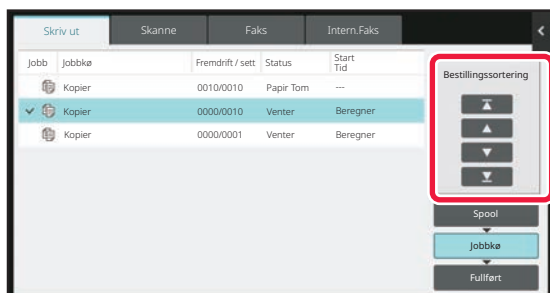 Skriv ut Skanne Faks Intern.Faks
Jobb Jobbkø Fremdrift / sett Status Start Tid
Kopier 0010/0010 Papir Tom ---
Kopier 0000/0010 Venter Beregner
Kopier 0000/0001 Venter Beregner
Bestillingssortering
Spool
Jobbkø
Fullført